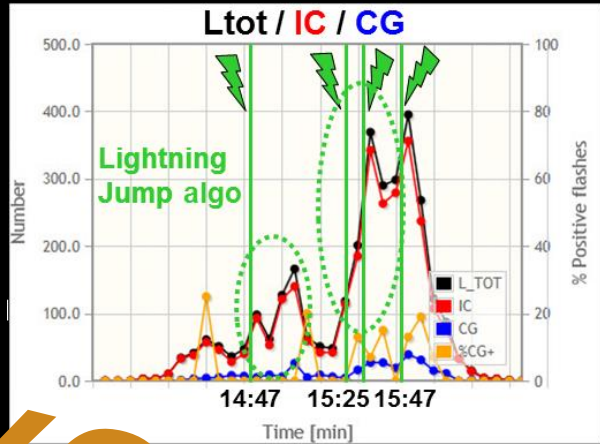 Ltot / IC / CG
500.0
400.0
300.0
200.0
100.0
0.0
Number
100
80
60
40
20
0
% Positive flashes
Lightning
Jump algo
L_TOT
IC
CG
%CG+
14:47 15:25 15:47
Time [min]